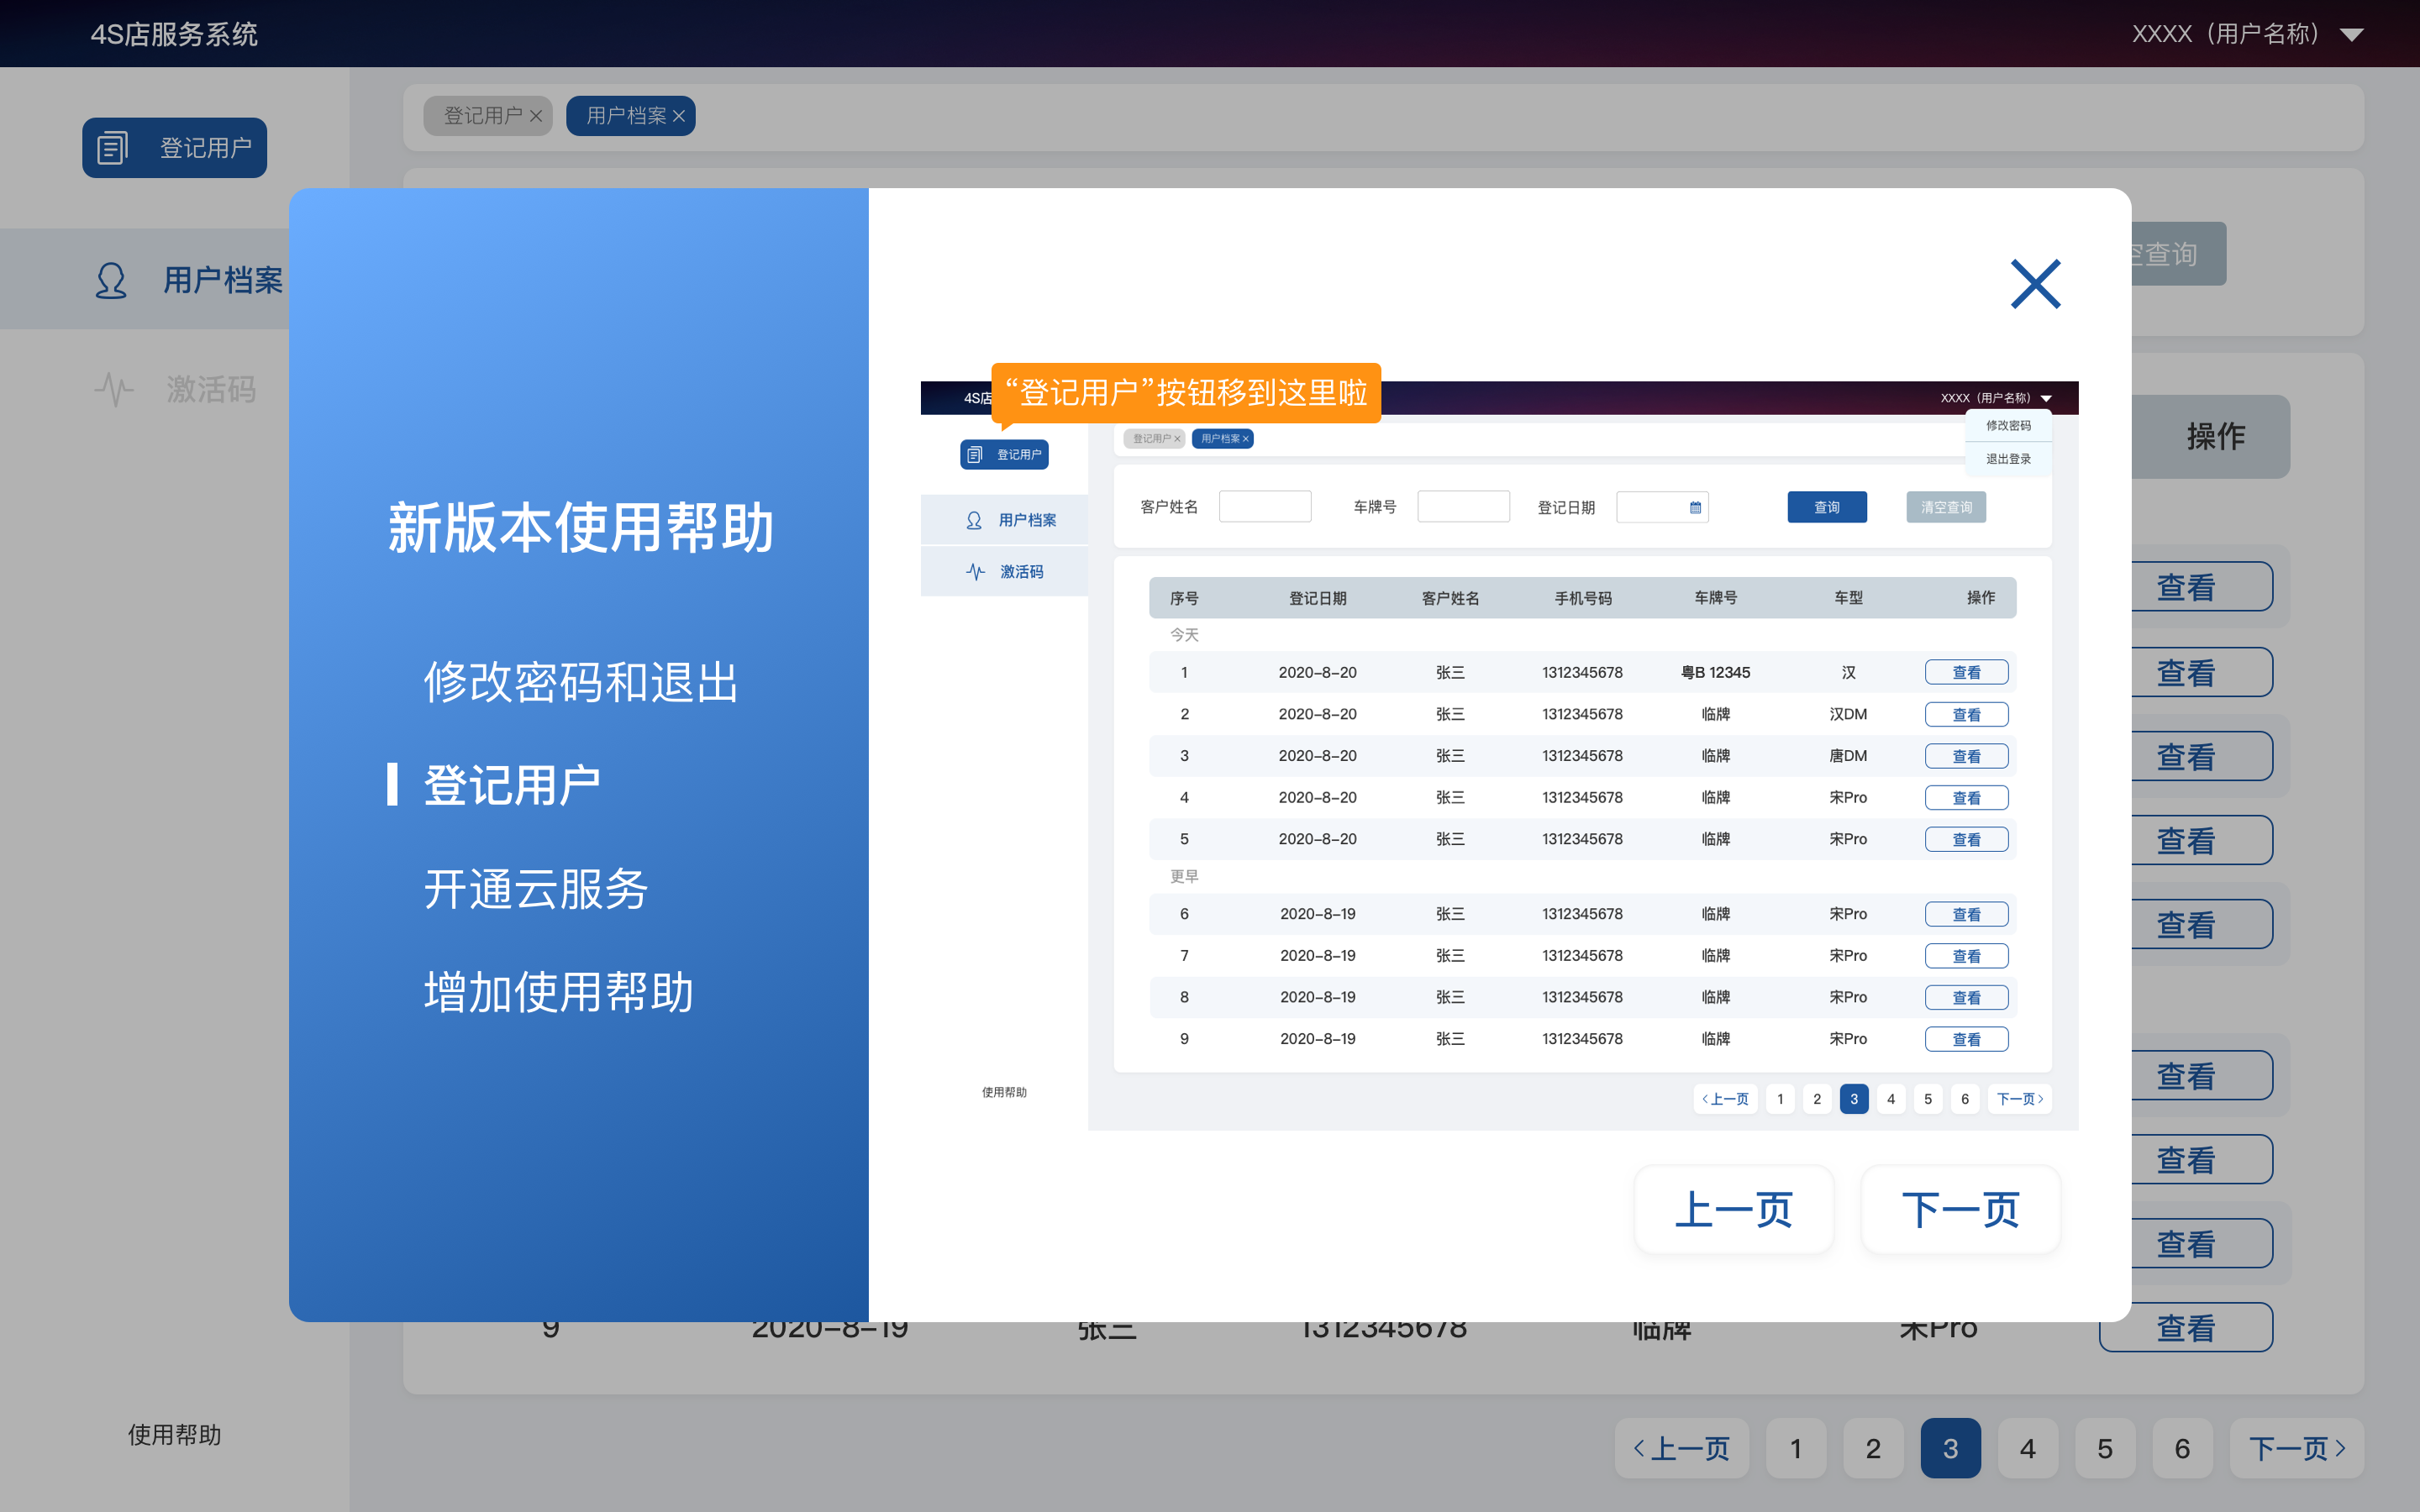 4S店服务系统
XXXX（用户名称）
登记用户
登记用户
用户档案
用户档案
激活码
使用帮助
空查询
操作
查看
查看
查看
查看
查看
查看
查看
查看
9 2020-8-19 张三 1312345678 临牌 宋Pro 查看
上一页 1 2 3 4 5 6 下一页
新版本使用帮助
修改密码和退出
登记用户
开通云服务
增加使用帮助
“登记用户”按钮移到这里啦
4S店
XXXX（用户名称）
修改密码
退出登录
登记用户
登记用户
用户档案
用户档案
激活码
使用帮助
客户姓名 车牌号 登记日期 查询 清空查询
序号 登记日期 客户姓名 手机号码 车牌号 车型 操作
今天
1 2020-8-20 张三 1312345678 粤B 12345 汉 查看
2 2020-8-20 张三 1312345678 临牌 汉DM 查看
3 2020-8-20 张三 1312345678 临牌 唐DM 查看
4 2020-8-20 张三 1312345678 临牌 宋Pro 查看
5 2020-8-20 张三 1312345678 临牌 宋Pro 查看
更早
6 2020-8-19 张三 1312345678 临牌 宋Pro 查看
7 2020-8-19 张三 1312345678 临牌 宋Pro 查看
8 2020-8-19 张三 1312345678 临牌 宋Pro 查看
9 2020-8-19 张三 1312345678 临牌 宋Pro 查看
上一页 1 2 3 4 5 6 下一页
上一页 下一页